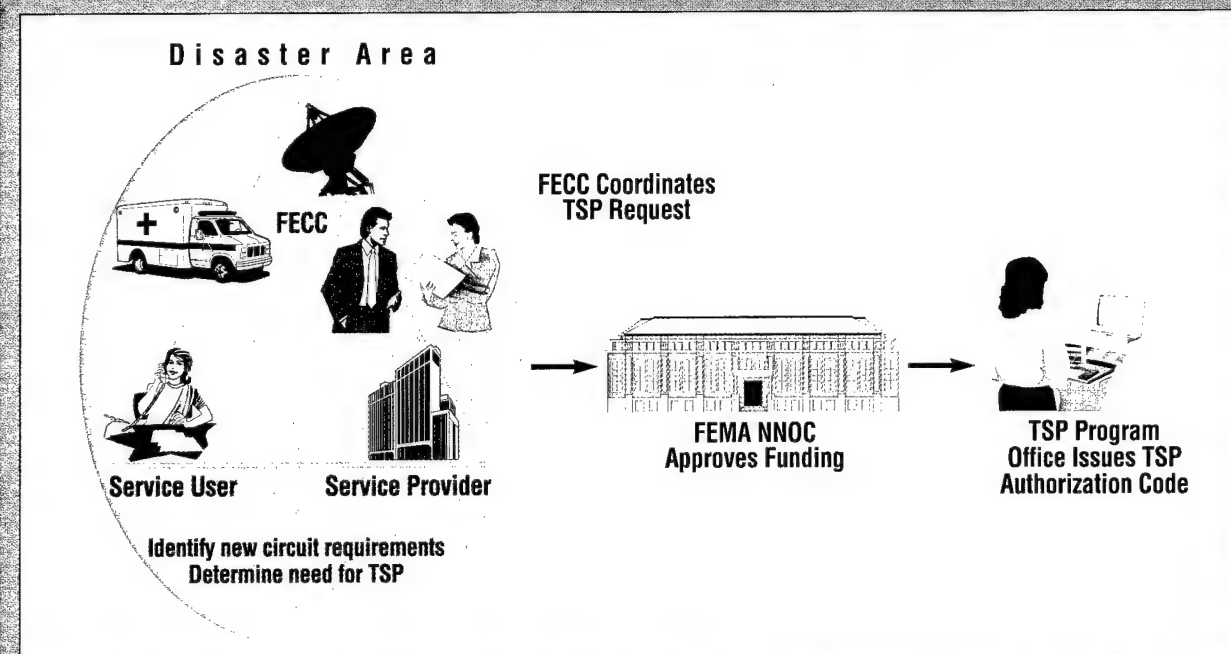 Disaster Area
FECC
Service User
Service Provider
Identify new circuit requirements
Determine need for TSP
FECC Coordinates
TSP Request
FEMA NNOC
Approves Funding
TSP Program
Office Issues TSP
Authorization Code